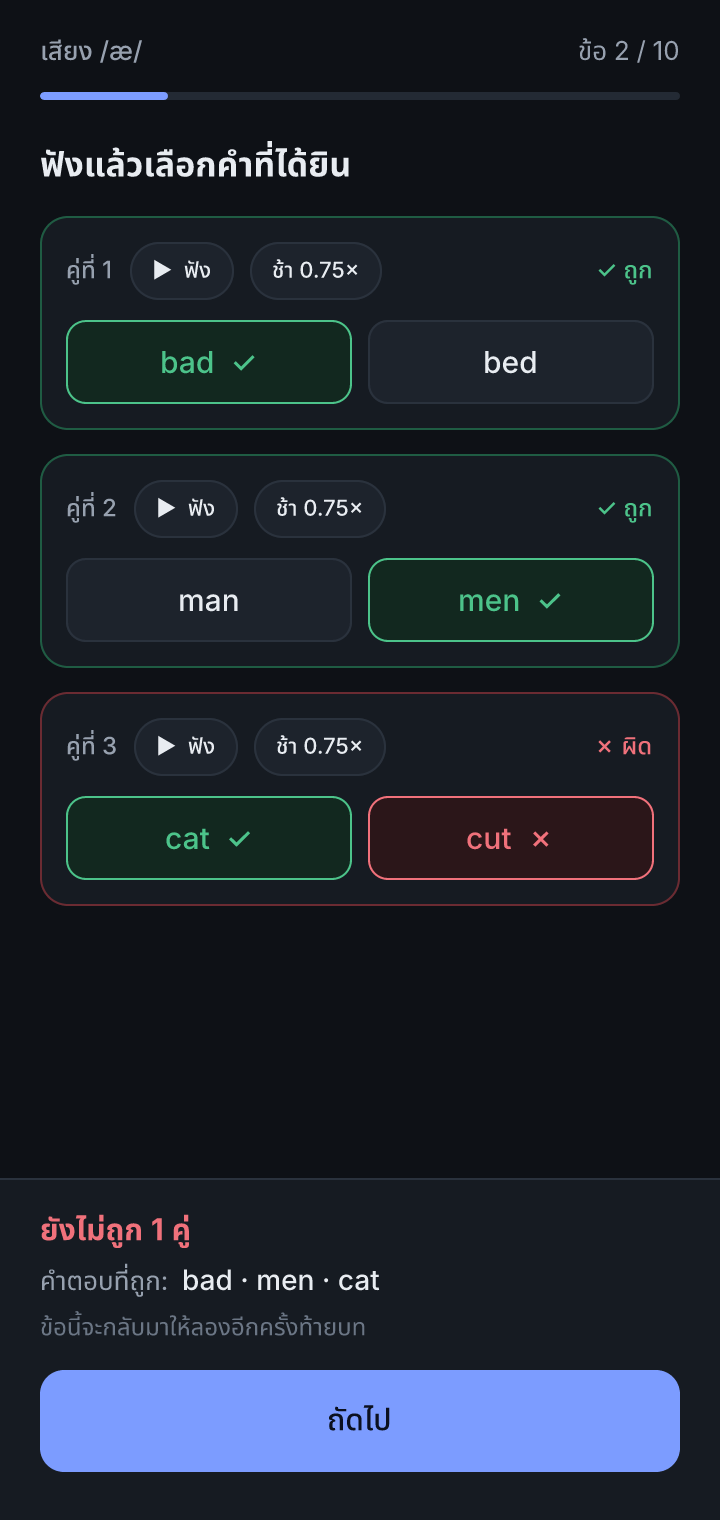 เสียง /æ/ ข้อ 2 / 10
ฟังแล้วเลือกคำที่ได้ยิน
คู่ที่ 1 ▶ ฟัง ช้า 0.75× ✓ ถูก
bad ✓ bed
คู่ที่ 2 ▶ ฟัง ช้า 0.75× ✓ ถูก
man men ✓
คู่ที่ 3 ▶ ฟัง ช้า 0.75× × ผิด
cat ✓ cut ×
ยังไม่ถูก 1 คู่
คำตอบที่ถูก: bad · men · cat
ข้อนี้จะกลับมาให้ลองอีกครั้งท้ายบท
ถัดไป